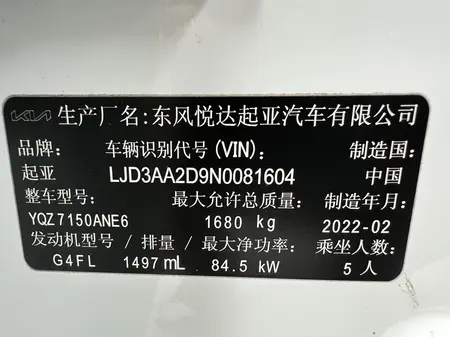 KIA 生产厂名:东风悦达起亚汽车有限公司
品牌: 车辆识别代号(VIN): 制造国:
起亚 LJD3AA2D9N0081604 中国
整车型号: 最大允许总质量: 制造年月:
YQZ7150ANE6 1680 kg 2022-02
发动机型号 / 排量 / 最大净功率: 乘坐人数:
G4FL 1497 mL 84.5 kW 5 人